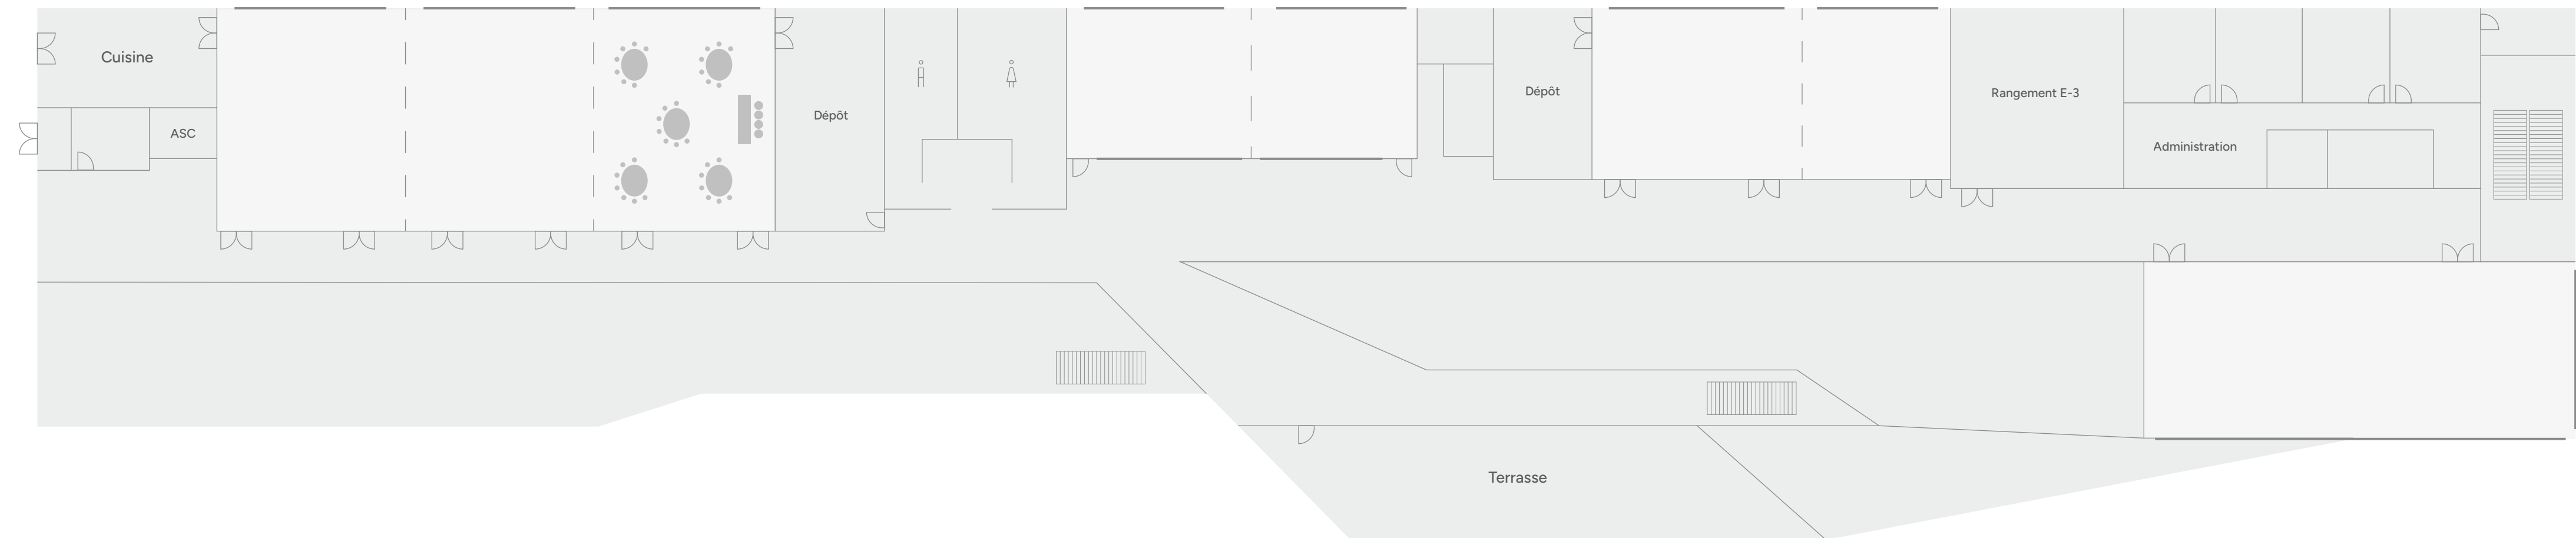 Cuisine
ASC
Dépôt
Dépôt
Rangement E-3
Administration
Terrasse